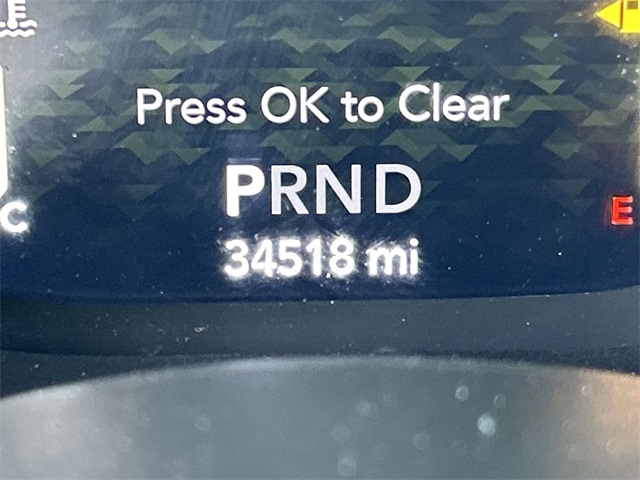 Press OK to Clear
PRND
C
E
34518 mi